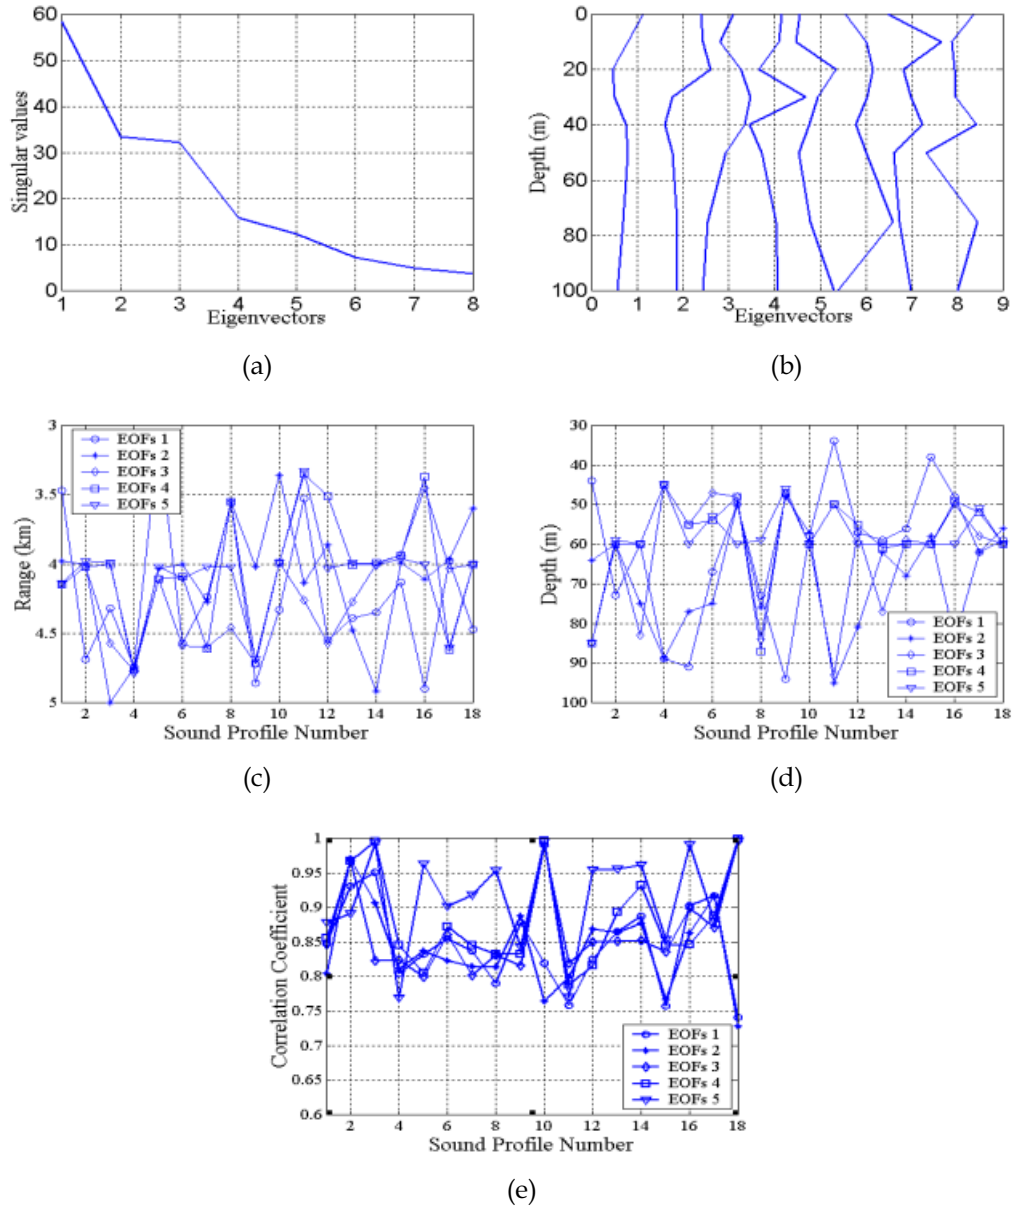 60
50
40
30
20
10
0
Singular values
1 2 3 4 5 6 7 8
Eigenvectors
(a)
0
20
40
60
80
100
Depth (m)
0 1 2 3 4 5 6 7 8 9
Eigenvectors
(b)
3
3.5
4
4.5
5
Range (km)
EOFs 1
EOFs 2
EOFs 3
EOFs 4
EOFs 5
2 4 6 8 10 12 14 16 18
Sound Profile Number
(c)
30
40
50
60
70
80
90
100
Depth (m)
EOFs 1
EOFs 2
EOFs 3
EOFs 4
EOFs 5
2 4 6 8 10 12 14 16 18
Sound Profile Number
(d)
1
0.95
0.9
0.85
0.8
0.75
0.7
0.65
0.6
Correlation Coefficient
EOFs 1
EOFs 2
EOFs 3
EOFs 4
EOFs 5
2 4 6 8 10 12 14 16 18
Sound Profile Number
(e)